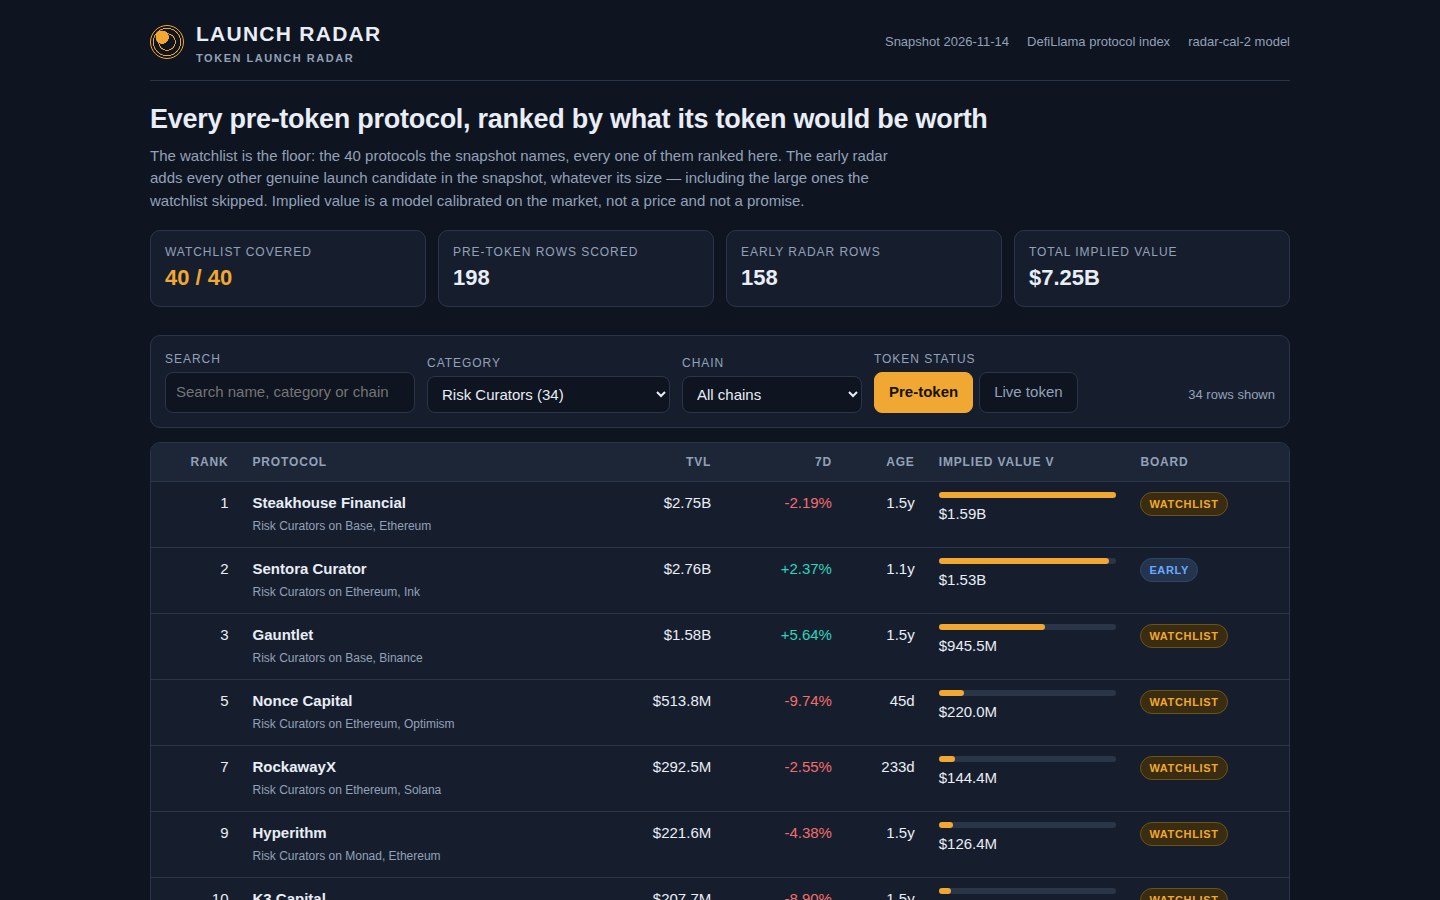 LAUNCH RADAR
TOKEN LAUNCH RADAR
Snapshot 2026-11-14 DefiLlama protocol index radar-cal-2 model
Every pre-token protocol, ranked by what its token would be worth
The watchlist is the floor: the 40 protocols the snapshot names, every one of them ranked here. The early radar
adds every other genuine launch candidate in the snapshot, whatever its size — including the large ones the
watchlist skipped. Implied value is a model calibrated on the market, not a price and not a promise.
WATCHLIST COVERED
40 / 40
PRE-TOKEN ROWS SCORED
198
EARLY RADAR ROWS
158
TOTAL IMPLIED VALUE
$7.25B
SEARCH
Search name, category or chain
CATEGORY
Risk Curators (34)
CHAIN
All chains
TOKEN STATUS
Pre-token Live token
34 rows shown
RANK PROTOCOL TVL 7D AGE IMPLIED VALUE V BOARD
1 Steakhouse Financial $2.75B -2.19% 1.5y $1.59B WATCHLIST
Risk Curators on Base, Ethereum
2 Sentora Curator $2.76B +2.37% 1.1y $1.53B EARLY
Risk Curators on Ethereum, Ink
3 Gauntlet $1.58B +5.64% 1.5y $945.5M WATCHLIST
Risk Curators on Base, Binance
5 Nonce Capital $513.8M -9.74% 45d $220.0M WATCHLIST
Risk Curators on Ethereum, Optimism
7 RockawayX $292.5M -2.55% 233d $144.4M WATCHLIST
Risk Curators on Ethereum, Solana
9 Hyperithm $221.6M -4.38% 1.5y $126.4M WATCHLIST
Risk Curators on Monad, Ethereum
10 K3 Capital $207.7M -8.90% 1.5y WATCHLIST